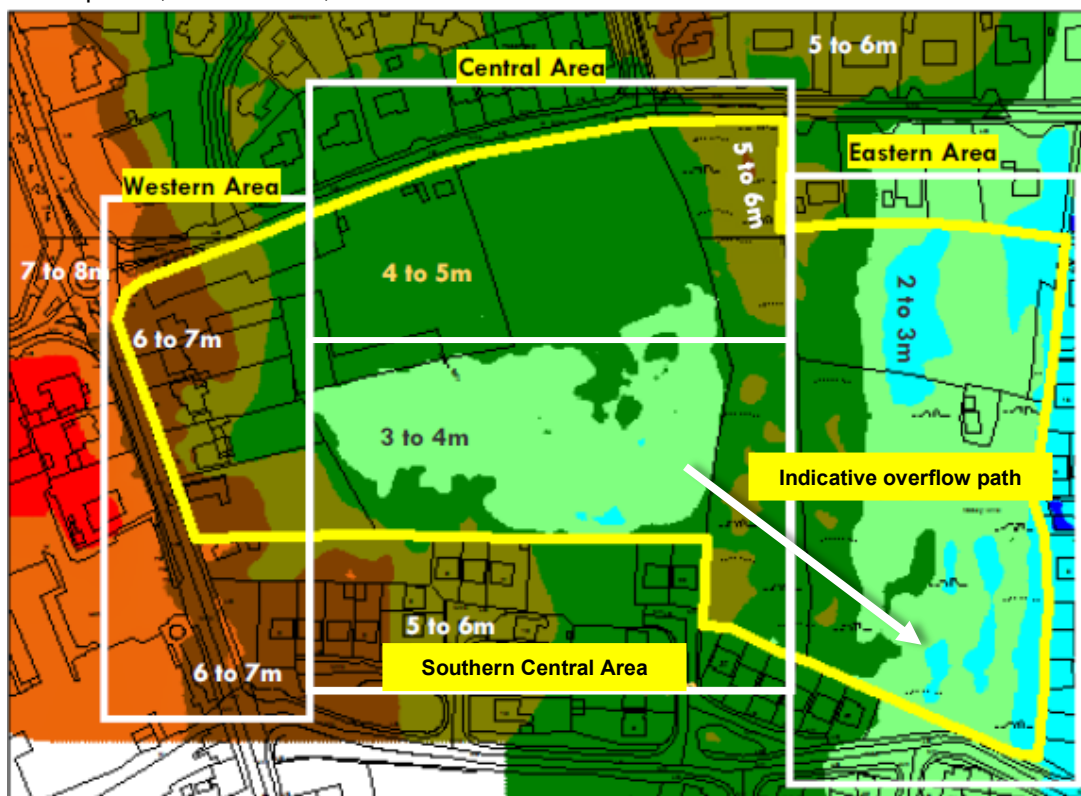 5 to 6m
Central Area
Eastern Area
Western Area
5 to 6m
7 to 8m
4 to 5m
2 to 3m
6 to 7m
3 to 4m
Indicative overflow path
5 to 6m
Southern Central Area
6 to 7m